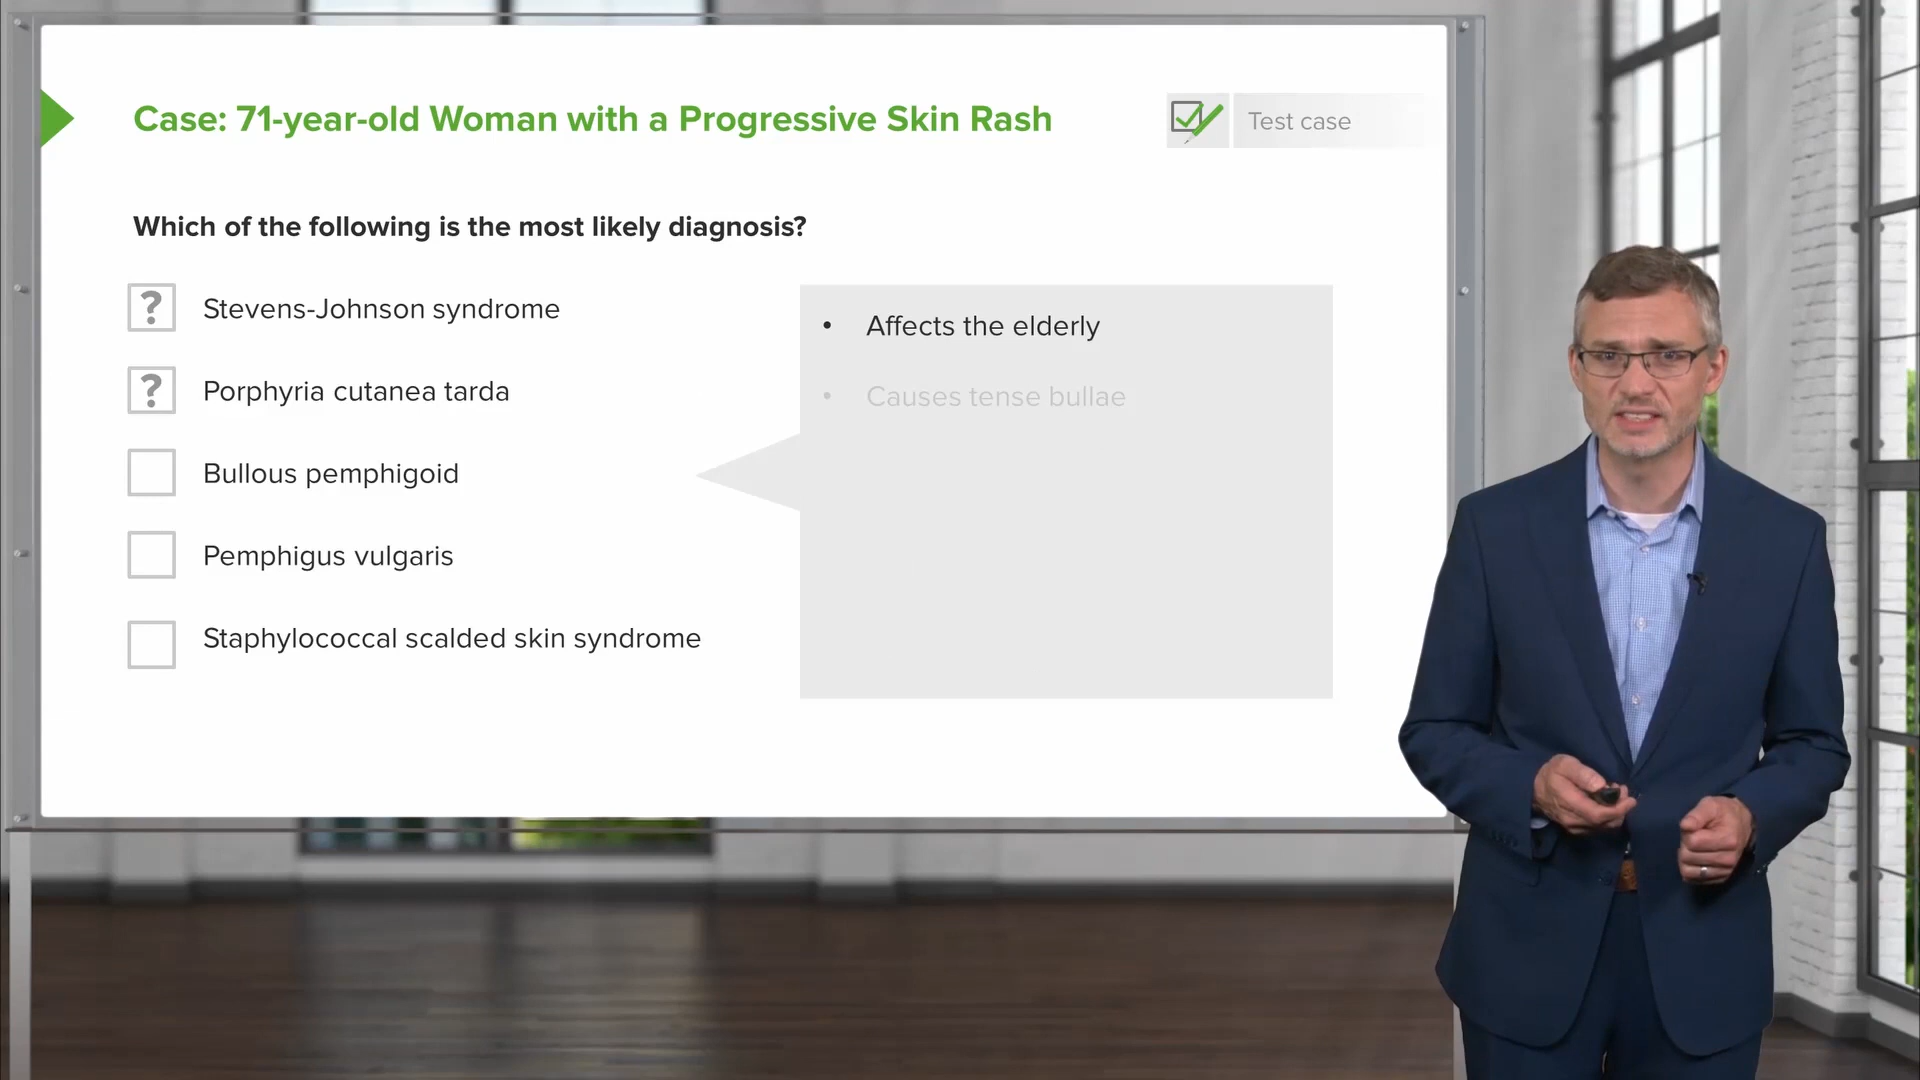 Case: 71-year-old Woman with a Progressive Skin Rash
Test case
Which of the following is the most likely diagnosis?
? Stevens-Johnson syndrome
? Porphyria cutanea tarda
Bullous pemphigoid
Pemphigus vulgaris
Staphylococcal scalded skin syndrome
• Affects the elderly
• Causes tense bullae